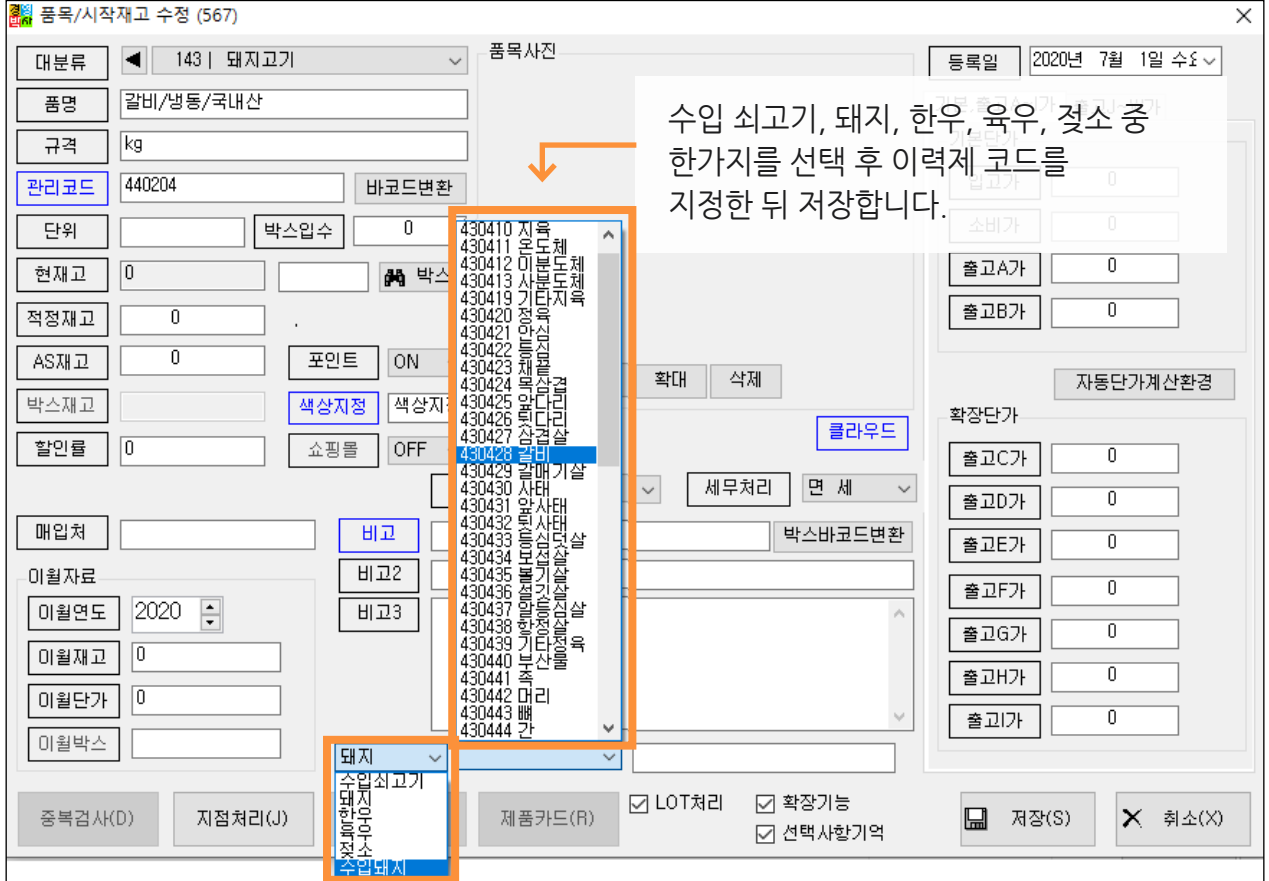 품목/시작재고 수정 (567)
대분류 143 | 돼지고기
품명 갈비/냉동/국내산
규격 kg
관리코드 440204 바코드변환
단위 박스입수 0
현재고 0 박스
적정재고 0 .
AS재고 0 포인트 ON
박스재고 색상지정 색상지정
할인률 0 쇼핑몰 OFF
품목사진
수입 쇠고기, 돼지, 한우, 육우, 젖소 중
한가지를 선택 후 이력제 코드를
지정한 뒤 저장합니다.
확대 삭제
클라우드
세무처리 면 세
매입처 비고 박스바코드변환
비고2
비고3
이월자료
이월연도 2020
이월재고 0
이월단가 0
이월박스
430410 지육
430411 온도체
430412 이분도체
430413 사분도체
430419 기타지육
430420 정육
430421 안심
430422 등심
430423 채끝
430424 목삼겹
430425 앞다리
430426 뒷다리
430427 삼겹살
430428 갈비
430429 갈매기살
430430 사태
430431 앞사태
430432 뒷사태
430433 등심덧살
430434 보섭살
430435 볼기살
430436 설깃살
430437 알등심살
430438 항정살
430439 기타정육
430440 부산물
430441 족
430442 머리
430443 뼈
430444 간
돼지
수입쇠고기
돼지
한우
육우
젖소
수입돼지
등록일 2020년 7월 1일 수요
기본단가
입고가 0
소비가 0
출고A가 0
출고B가 0
자동단가계산환경
확장단가
출고C가 0
출고D가 0
출고E가 0
출고F가 0
출고G가 0
출고H가 0
출고I가 0
중복검사(D) 지점처리(J) 제품카드(R) LOT처리 확장기능 저장(S) 취소(X)
선택사항기억